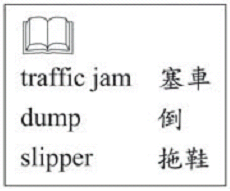 traffic jam 塞車
dump 倒
slipper 拖鞋